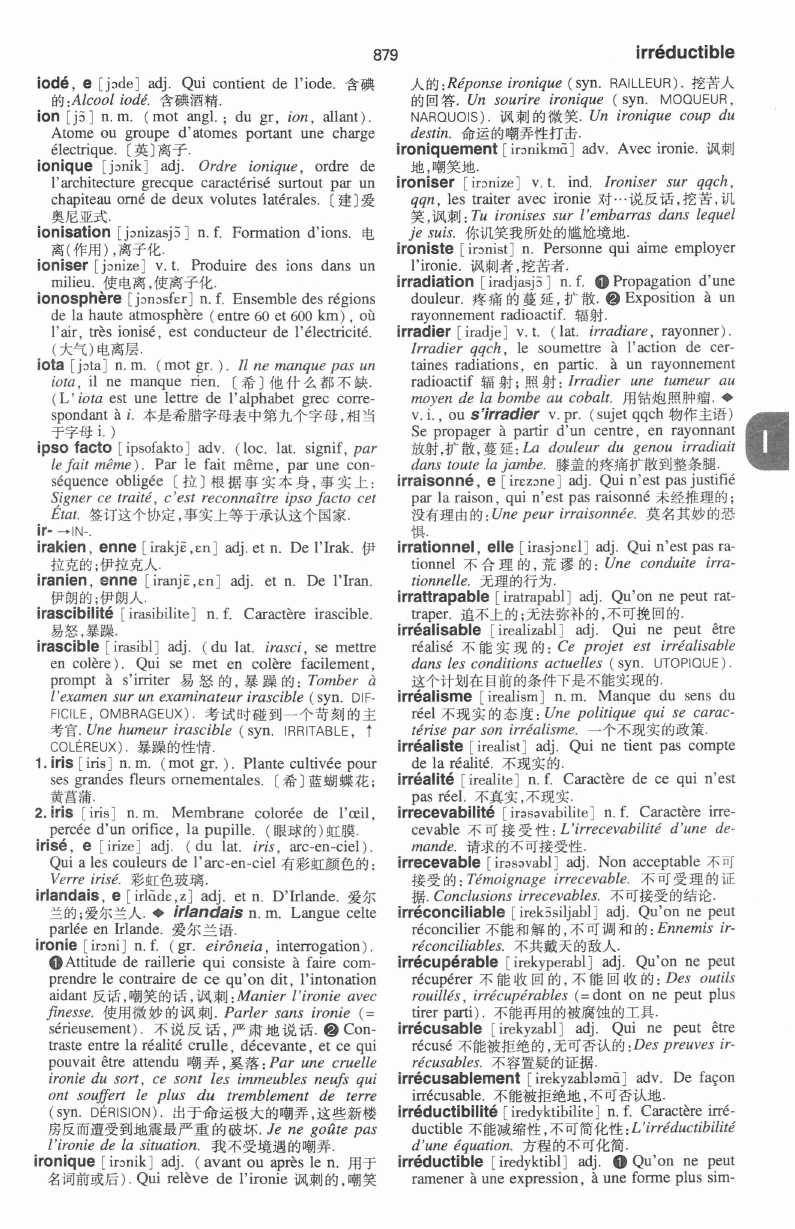 879
irréductible
iodé, e [jɔde] adj. Qui contient de l'iode. 含碘
的:Alcool iodé. 含碘酒精.
ion [jɔ̃] n. m. (mot angl. ; du gr, ion, allant).
Atome ou groupe d'atomes portant une charge
électrique. 〔英〕离子.
ionique [jɔnik] adj. Ordre ionique, ordre de
l'architecture grecque caractérisé surtout par un
chapiteau orné de deux volutes latérales. 〔建〕爱
奥尼亚式.
ionisation [jɔnizasjɔ̃] n. f. Formation d'ions. 电
离(作用),离子化.
ioniser [jɔnize] v. t. Produire des ions dans un
milieu. 使电离,使离子化.
ionosphère [jɔnɔsfɛr] n. f. Ensemble des régions
de la haute atmosphère (entre 60 et 600 km), où
l'air, très ionisé, est conducteur de l'électricité.
(大气)电离层.
iota [jɔta] n. m. (mot gr. ). Il ne manque pas un
iota, il ne manque rien. 〔希〕他什么都不缺.
(L'iota est une lettre de l'alphabet grec corre-
spondant à i. 本是希腊字母表中第九个字母,相当
于字母 i. )
ipso facto [ipsofakto] adv. (loc. lat. signif, par
le fait même). Par le fait même, par une con-
séquence obligée 〔拉〕根据事实本身,事实上:
Signer ce traité, c'est reconnaître ipso facto cet
État. 签订这个协定,事实上等于承认这个国家.
ir- →IN-.
irakien, enne [irakjɛ̃,ɛn] adj. et n. De l'Irak. 伊
拉克的;伊拉克人.
iranien, enne [iranjɛ̃,ɛn] adj. et n. De l'Iran.
伊朗的;伊朗人.
irascibilité [irasibilite] n. f. Caractère irascible.
易怒,暴躁.
irascible [irasibl] adj. (du lat. irasci, se mettre
en colère). Qui se met en colère facilement,
prompt à s'irriter 易怒的,暴躁的: Tomber à
l'examen sur un examinateur irascible (syn. DIF-
FICILE, OMBRAGEUX). 考试时碰到一个苛刻的主
考官. Une humeur irascible (syn. IRRITABLE, ↑
COLÉREUX). 暴躁的性情.
1. iris [iris] n. m. (mot gr. ). Plante cultivée pour
ses grandes fleurs ornementales. 〔希〕蓝蝴蝶花;
黄菖蒲.
2. iris [iris] n. m. Membrane colorée de l'œil,
percée d'un orifice, la pupille. (眼球的)虹膜.
irisé, e [irize] adj. (du lat. iris, arc-en-ciel).
Qui a les couleurs de l'arc-en-ciel 有彩虹颜色的:
Verre irisé. 彩虹色玻璃.
irlandais, e [irlɑ̃dɛ,z] adj. et n. D'Irlande. 爱尔
兰的;爱尔兰人. ◆ irlandais n. m. Langue celte
parlée en Irlande. 爱尔兰语.
ironie [irɔni] n. f. (gr. eirôneia, interrogation).
❶Attitude de raillerie qui consiste à faire com-
prendre le contraire de ce qu'on dit, l'intonation
aidant 反话,嘲笑的话,讽刺:Manier l'ironie avec
finesse. 使用微妙的讽刺. Parler sans ironie (=
sérieusement). 不说反话,严肃地说话. ❷ Con-
traste entre la réalité crulle, décevante, et ce qui
pouvait être attendu 嘲弄,奚落:Par une cruelle
ironie du sort, ce sont les immeubles neufs qui
ont souffert le plus du tremblement de terre
(syn. DÉRISION). 出于命运极大的嘲弄,这些新楼
房反而遭受到地震最严重的破坏. Je ne goûte pas
l'ironie de la situation. 我不受境遇的嘲弄.
ironique [irɔnik] adj. (avant ou après le n. 用于
名词前或后). Qui relève de l'ironie 讽刺的,嘲笑
人的:Réponse ironique (syn. RAILLEUR). 挖苦人
的回答. Un sourire ironique (syn. MOQUEUR,
NARQUOIS). 讽刺的微笑. Un ironique coup du
destin. 命运的嘲弄性打击.
ironiquement [irɔnikmɑ̃] adv. Avec ironie. 讽刺
地,嘲笑地.
ironiser [irɔnize] v. t. ind. Ironiser sur qqch,
qqn, les traiter avec ironie 对…说反话,挖苦,讥
笑,讽刺:Tu ironises sur l'embarras dans lequel
je suis. 你讥笑我所处的尴尬境地.
ironiste [irɔnist] n. Personne qui aime employer
l'ironie. 讽刺者,挖苦者.
irradiation [iradjasjɔ̃] n. f. ❶Propagation d'une
douleur. 疼痛的蔓延,扩散. ❷ Exposition à un
rayonnement radioactif. 辐射.
irradier [iradje] v. t. (lat. irradiare, rayonner).
Irradier qqch, le soumettre à l'action de cer-
taines radiations, en partic. à un rayonnement
radioactif 辐射;照射: Irradier une tumeur au
moyen de la bombe au cobalt. 用钴炮照肿瘤. ◆
v. i. , ou s'irradier v. pr. (sujet qqch 物作主语)
Se propager à partir d'un centre, en rayonnant
放射,扩散,蔓延:La douleur du genou irradiait
dans toute la jambe. 膝盖的疼痛扩散到整条腿.
irraisonné, e [irɛzɔne] adj. Qui n'est pas justifié
par la raison, qui n'est pas raisonné 未经推理的;
没有理由的:Une peur irraisonnée. 莫名其妙的恐
惧.
irrationnel, elle [irasjɔnɛl] adj. Qui n'est pas ra-
tionnel 不合理的,荒谬的: Une conduite irra-
tionnelle. 无理的行为.
irrattrapable [iratrapabl] adj. Qu'on ne peut rat-
traper. 追不上的;无法弥补的,不可挽回的.
irréalisable [irealizabl] adj. Qui ne peut être
réalisé 不能实现的: Ce projet est irréalisable
dans les conditions actuelles (syn. UTOPIQUE).
这个计划在目前的条件下是不能实现的.
irréalisme [irealism] n. m. Manque du sens du
réel 不现实的态度:Une politique qui se carac-
térise par son irréalisme. 一个不现实的政策.
irréaliste [irealist] adj. Qui ne tient pas compte
de la réalité. 不现实的.
irréalité [irealite] n. f. Caractère de ce qui n'est
pas réel. 不真实,不现实.
irrecevabilité [irəsəvabilite] n. f. Caractère irre-
cevable 不可接受性:L'irrecevabilité d'une de-
mande. 请求的不可接受性.
irrecevable [irəsəvabl] adj. Non acceptable 不可
接受的:Témoignage irrecevable. 不可受理的证
据. Conclusions irrecevables. 不可接受的结论.
irréconciliable [irekɔ̃siljabl] adj. Qu'on ne peut
réconcilier 不能和解的,不可调和的:Ennemis ir-
réconciliables. 不共戴天的敌人.
irrécupérable [irekyperabl] adj. Qu'on ne peut
récupérer 不能收回的,不能回收的: Des outils
rouillés, irrécupérables (=dont on ne peut plus
tirer parti). 不能再用的被腐蚀的工具.
irrécusable [irekyzabl] adj. Qui ne peut être
récusé 不能被拒绝的,无可否认的:Des preuves ir-
récusables. 不容置疑的证据.
irrécusablement [irekyzabləmɑ̃] adv. De façon
irrécusable. 不能被拒绝地,不可否认地.
irréductibilité [iredyktibilite] n. f. Caractère irré-
ductible 不能减缩性,不可简化性:L'irréductibilité
d'une équation. 方程的不可化简.
irréductible [iredyktibl] adj. ❶ Qu'on ne peut
ramener à une expression, à une forme plus sim-
I